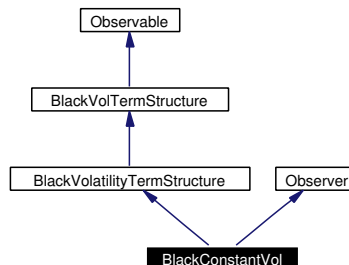 Observable
BlackVolTermStructure
BlackVolatilityTermStructure
Observer
BlackConstantVol